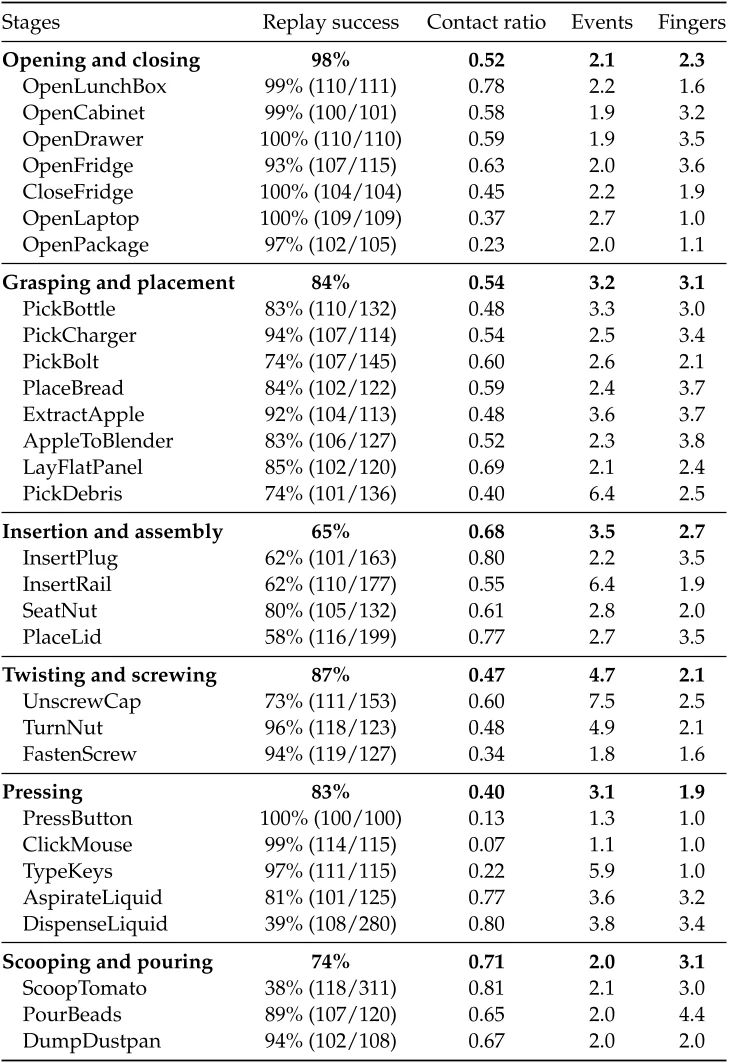 Stages Replay success Contact ratio Events Fingers
Opening and closing 98% 0.52 2.1 2.3
OpenLunchBox 99% (110/111) 0.78 2.2 1.6
OpenCabinet 99% (100/101) 0.58 1.9 3.2
OpenDrawer 100% (110/110) 0.59 1.9 3.5
OpenFridge 93% (107/115) 0.63 2.0 3.6
CloseFridge 100% (104/104) 0.45 2.2 1.9
OpenLaptop 100% (109/109) 0.37 2.7 1.0
OpenPackage 97% (102/105) 0.23 2.0 1.1
Grasping and placement 84% 0.54 3.2 3.1
PickBottle 83% (110/132) 0.48 3.3 3.0
PickCharger 94% (107/114) 0.54 2.5 3.4
PickBolt 74% (107/145) 0.60 2.6 2.1
PlaceBread 84% (102/122) 0.59 2.4 3.7
ExtractApple 92% (104/113) 0.48 3.6 3.7
AppleToBlender 83% (106/127) 0.52 2.3 3.8
LayFlatPanel 85% (102/120) 0.69 2.1 2.4
PickDebris 74% (101/136) 0.40 6.4 2.5
Insertion and assembly 65% 0.68 3.5 2.7
InsertPlug 62% (101/163) 0.80 2.2 3.5
InsertRail 62% (110/177) 0.55 6.4 1.9
SeatNut 80% (105/132) 0.61 2.8 2.0
PlaceLid 58% (116/199) 0.77 2.7 3.5
Twisting and screwing 87% 0.47 4.7 2.1
UnscrewCap 73% (111/153) 0.60 7.5 2.5
TurnNut 96% (118/123) 0.48 4.9 2.1
FastenScrew 94% (119/127) 0.34 1.8 1.6
Pressing 83% 0.40 3.1 1.9
PressButton 100% (100/100) 0.13 1.3 1.0
ClickMouse 99% (114/115) 0.07 1.1 1.0
TypeKeys 97% (111/115) 0.22 5.9 1.0
AspirateLiquid 81% (101/125) 0.77 3.6 3.2
DispenseLiquid 39% (108/280) 0.80 3.8 3.4
Scooping and pouring 74% 0.71 2.0 3.1
ScoopTomato 38% (118/311) 0.81 2.1 3.0
PourBeads 89% (107/120) 0.65 2.0 4.4
DumpDustpan 94% (102/108) 0.67 2.0 2.0